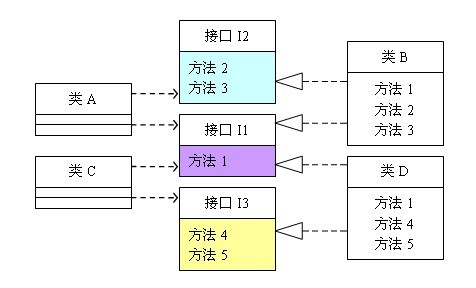 接口 I2
方法 2
方法 3
类 A
接口 I1
方法 1
类 C
接口 I3
方法 4
方法 5
类 B
方法 1
方法 2
方法 3
类 D
方法 1
方法 4
方法 5